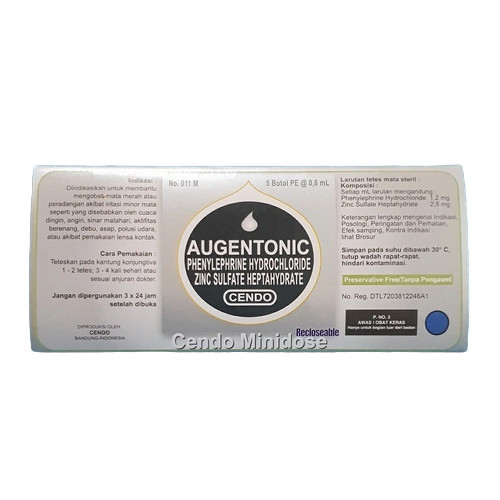 Indikasi :
Diindikasikan untuk membantu
mengobati mata merah atau
peradangan akibat iritasi minor mata
seperti yang disebabkan oleh cuaca
dingin, angin, sinar matahari, aktifitas
berenang, debu, asap, polusi udara,
atau akibat pemakaian lensa kontak.
Cara Pemakaian :
Teteskan pada kantung konjungtiva
1 - 2 tetes; 3 - 4 kali sehari atau
sesuai anjuran dokter.
Jangan dipergunakan 3 x 24 jam
setelah dibuka
DIPRODUKSI OLEH
CENDO
BANDUNG-INDONESIA
No. 011 M
5 Botol PE @ 0,6 mL
AUGENTONIC
PHENYLEPHRINE HYDROCHLORIDE
ZINC SULFATE HEPTAHYDRATE
CENDO
Recloseable
Cendo Minidose
Larutan tetes mata steril :
Komposisi :
Setiap mL larutan mengandung
Phenylephrine Hydrochloride 1,2 mg
Zinc Sulfate Heptahydrate 2,5 mg
Keterangan lengkap mengenai Indikasi,
Posologi, Peringatan dan Perhatian,
Efek samping, Kontra Indikasi
lihat Brosur
Simpan pada suhu dibawah 30° C.
tutup wadah rapat-rapat,
hindari kontaminasi.
Preservative Free/Tanpa Pengawet
No. Reg. DTL7203812246A1
P. NO. 3
AWAS ! OBAT KERAS
Hanya untuk bagian luar dari badan